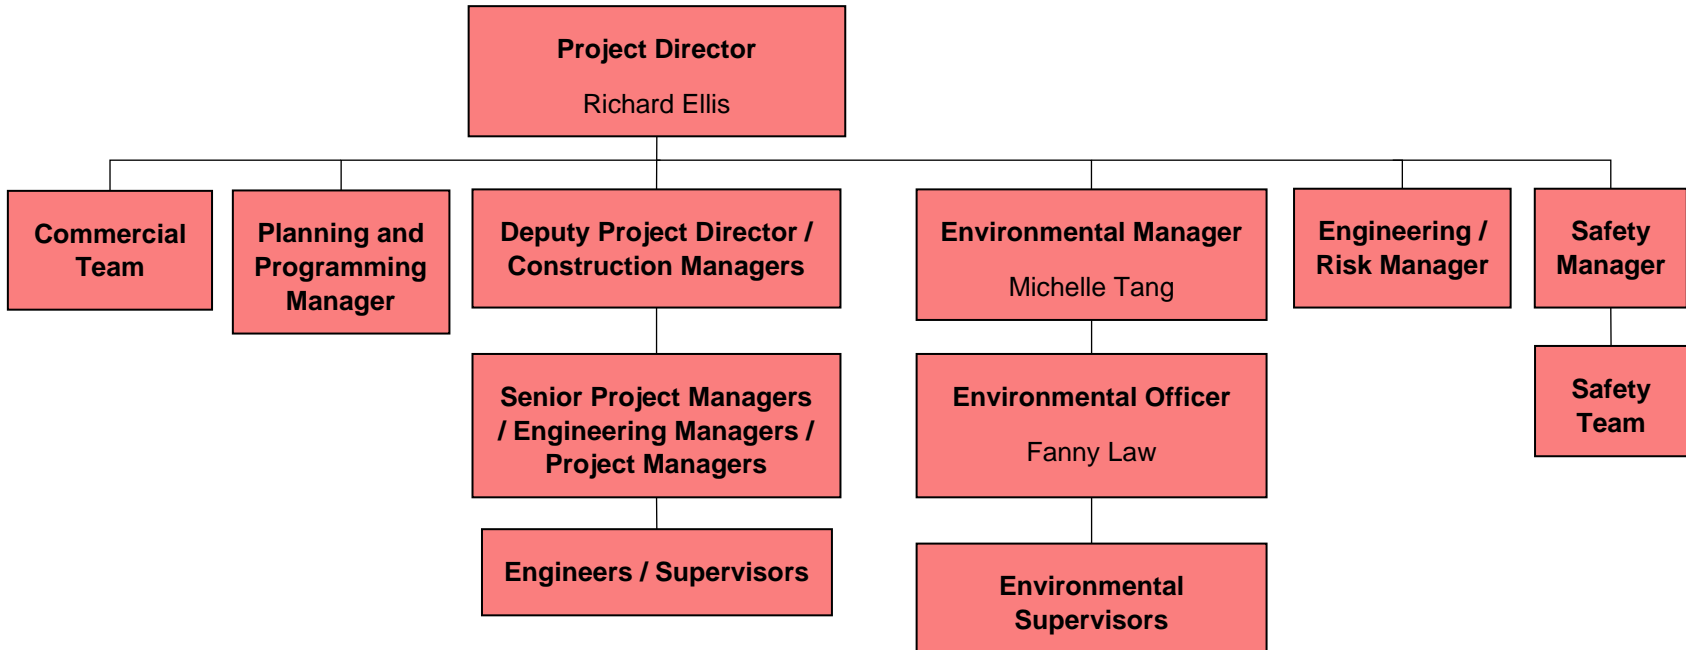 Project Director
Richard Ellis
Commercial
Team
Planning and
Programming
Manager
Deputy Project Director /
Construction Managers
Environmental Manager
Michelle Tang
Engineering /
Risk Manager
Safety
Manager
Senior Project Managers
/ Engineering Managers /
Project Managers
Environmental Officer
Fanny Law
Safety
Team
Engineers / Supervisors
Environmental
Supervisors